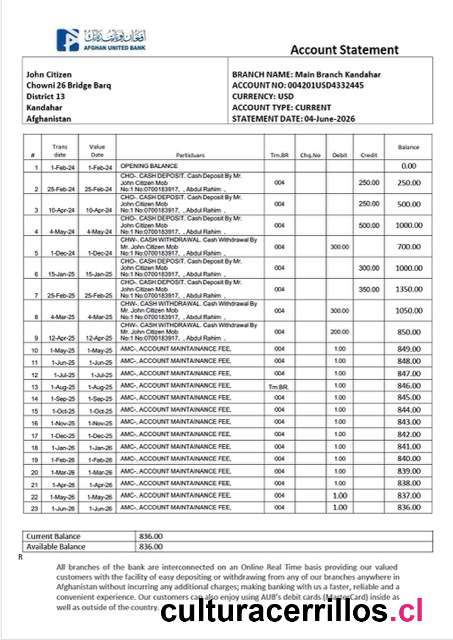 افغان یونایتد بانک
AFGHAN UNITED BANK
Account Statement
John Citizen
Chowni 26 Bridge Barq
District 13
Kandahar
Afghanistan
BRANCH NAME: Main Branch Kandahar
ACCOUNT NO: 004201USD4332445
CURRENCY: USD
ACCOUNT TYPE: CURRENT
STATEMENT DATE: 04-June-2026
# Trans date Value Date Particulars Trn.BR Chq.No Debit Credit Balance
1 1-Feb-24 1-Feb-24 OPENING BALANCE 0.00
2 25-Feb-24 25-Feb-24 CHO-. CASH DEPOSIT. Cash Deposit By Mr. 004 250.00 250.00
John Citizen Mob
No:1 No:0700183917, , Abdul Rahim ,
3 10-Apr-24 10-Apr-24 CHO-. CASH DEPOSIT. Cash Deposit By Mr. 004 250.00 500.00
John Citizen Mob
No:1 No:0700183917, , Abdul Rahim ,
4 4-May-24 4-May-24 CHO-. CASH DEPOSIT. Cash Deposit By Mr. 004 500.00 1000.00
John Citizen Mob
No:1 No:0700183917, , Abdul Rahim ,
5 1-Dec-24 1-Dec-24 CHW-. CASH WITHDRAWAL. Cash Withdrawal By 004 300.00 700.00
Mr. John Citizen Mob
No:1 No:0700183917, , Abdul Rahim ,
6 15-Jan-25 15-Jan-25 CHO-. CASH DEPOSIT. Cash Deposit By Mr. 004 300.00 1000.00
John Citizen Mob
No:1 No:0700183917, , Abdul Rahim ,
7 25-Feb-25 25-Feb-25 CHO-. CASH DEPOSIT. Cash Deposit By Mr. 004 350.00 1350.00
John Citizen Mob
No:1 No:0700183917, , Abdul Rahim ,
8 4-Mar-25 4-Mar-25 CHW-. CASH WITHDRAWAL. Cash Withdrawal By 004 300.00 1050.00
Mr. John Citizen Mob
No:1 No:0700183917, , Abdul Rahim ,
9 12-Apr-25 12-Apr-25 CHW-. CASH WITHDRAWAL. Cash Withdrawal By 004 200.00 850.00
Mr. John Citizen Mob
No:1 No:0700183917, , Abdul Rahim ,
10 1-May-25 1-May-25 AMC-, ACCOUNT MAINTAINANCE FEE, 004 1.00 849.00
11 1-Jun-25 1-Jun-25 AMC-, ACCOUNT MAINTAINANCE FEE, 004 1.00 848.00
12 1-Jul-25 1-Jul-25 AMC-, ACCOUNT MAINTAINANCE FEE, 004 1.00 847.00
13 1-Aug-25 1-Aug-25 AMC-, ACCOUNT MAINTAINANCE FEE, Trn.BR. 1.00 846.00
14 1-Sep-25 1-Sep-25 AMC-, ACCOUNT MAINTAINANCE FEE, 004 1.00 845.00
15 1-Oct-25 1-Oct-25 AMC-, ACCOUNT MAINTAINANCE FEE, 004 1.00 844.00
16 1-Nov-25 1-Nov-25 AMC-, ACCOUNT MAINTAINANCE FEE, 004 1.00 843.00
17 1-Dec-25 1-Dec-25 AMC-, ACCOUNT MAINTAINANCE FEE, 004 1.00 842.00
18 1-Jan-26 1-Jan-26 AMC-, ACCOUNT MAINTAINANCE FEE, 004 1.00 841.00
19 1-Feb-26 1-Feb-26 AMC-, ACCOUNT MAINTAINANCE FEE, 004 1.00 840.00
20 1-Mar-26 1-Mar-26 AMC-, ACCOUNT MAINTAINANCE FEE, 004 1.00 839.00
21 1-Apr-26 1-Apr-26 AMC-, ACCOUNT MAINTAINANCE FEE, 004 1.00 838.00
22 1-May-26 1-May-26 AMC-, ACCOUNT MAINTAINANCE FEE, 004 1.00 837.00
23 1-Jun-26 1-Jun-26 AMC-, ACCOUNT MAINTAINANCE FEE, 004 1.00 836.00
Current Balance 836.00
Available Balance 836.00
R
All branches of the bank are interconnected on an Online Real Time basis providing our valued
customers with the facility of easy depositing or withdrawing from any of our branches anywhere in
Afghanistan without incurring any additional charges; making banking with us a faster, reliable and a
convenient experience. Our customers can also enjoy using AUB's debit cards (MasterCard) inside as
well as outside of the country.
culturacerrillos.cl